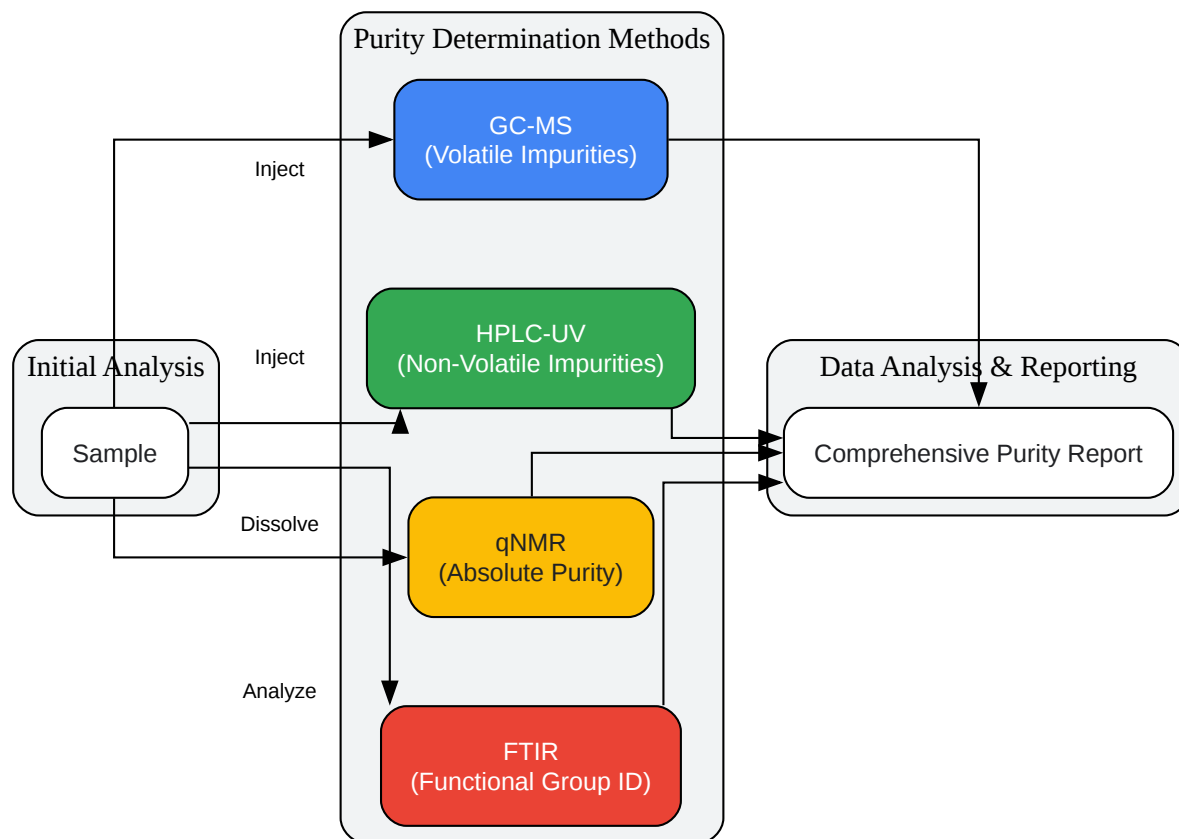 Purity Determination Methods
GC-MS
(Volatile Impurities)
Inject
HPLC-UV
(Non-Volatile Impurities)
Inject
Initial Analysis
Sample
Data Analysis & Reporting
Comprehensive Purity Report
Dissolve
qNMR
(Absolute Purity)
Analyze
FTIR
(Functional Group ID)